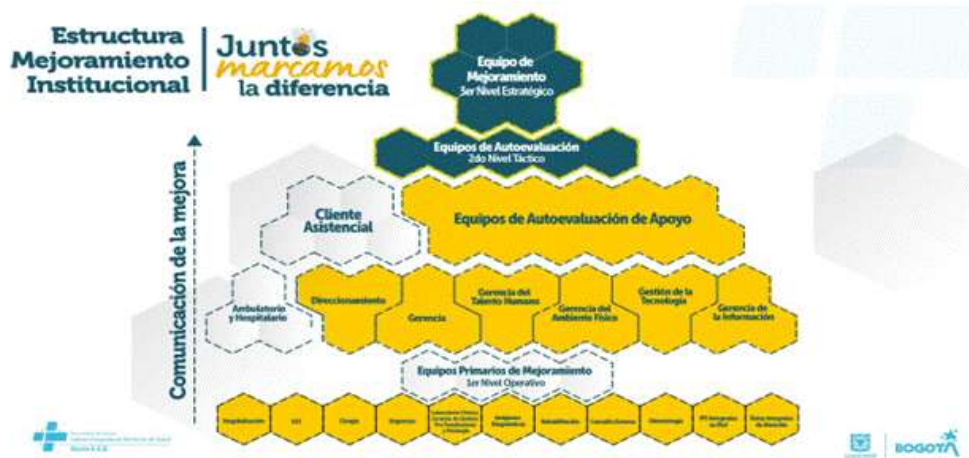 Estructura
Mejoramiento
Institucional
Juntos
marcamos
la diferencia
Equipo de
Mejoramiento
3er Nivel Estratégico
Equipos de Autoevaluación
2do Nivel Táctico
Comunicación de la mejora
Cliente
Asistencial
Equipos de Autoevaluación de Apoyo
Ambulatorio
y Hospitalario
Direccionamiento
Gerencia
Gerencia del
Talento Humano
Gerencia del
Ambiente Físico
Gestión de la
Tecnología
Gerencia de
la Información
Equipos Primarios de Mejoramiento
1er Nivel Operativo
Hospitalización
UCI
Cirugía
Urgencias
Imágenes
Diagnósticas
Rehabilitación
Consulta Externa
Odontología
BOGOTÁ